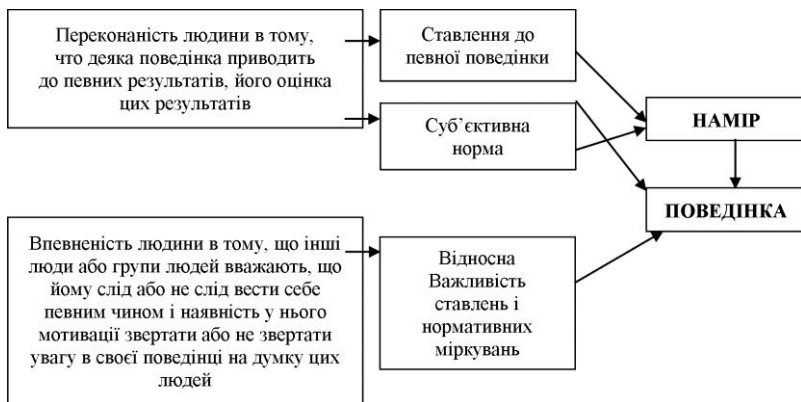 Переконаність людини в тому,
что деяка поведінка приводить
до певних результатів, його оцінка
цих результатів
Ставлення до
певної поведінки
Суб’єктивна
норма
НАМІР
ПОВЕДІНКА
Впевненість людини в тому, що інші
люди або групи людей вважають, що
йому слід або не слід вести себе
певним чином і наявність у нього
мотивації звертати або не звертати
увагу в своєї поведінці на думку цих
людей
Відносна
Важливість
ставлень і
нормативних
міркувань